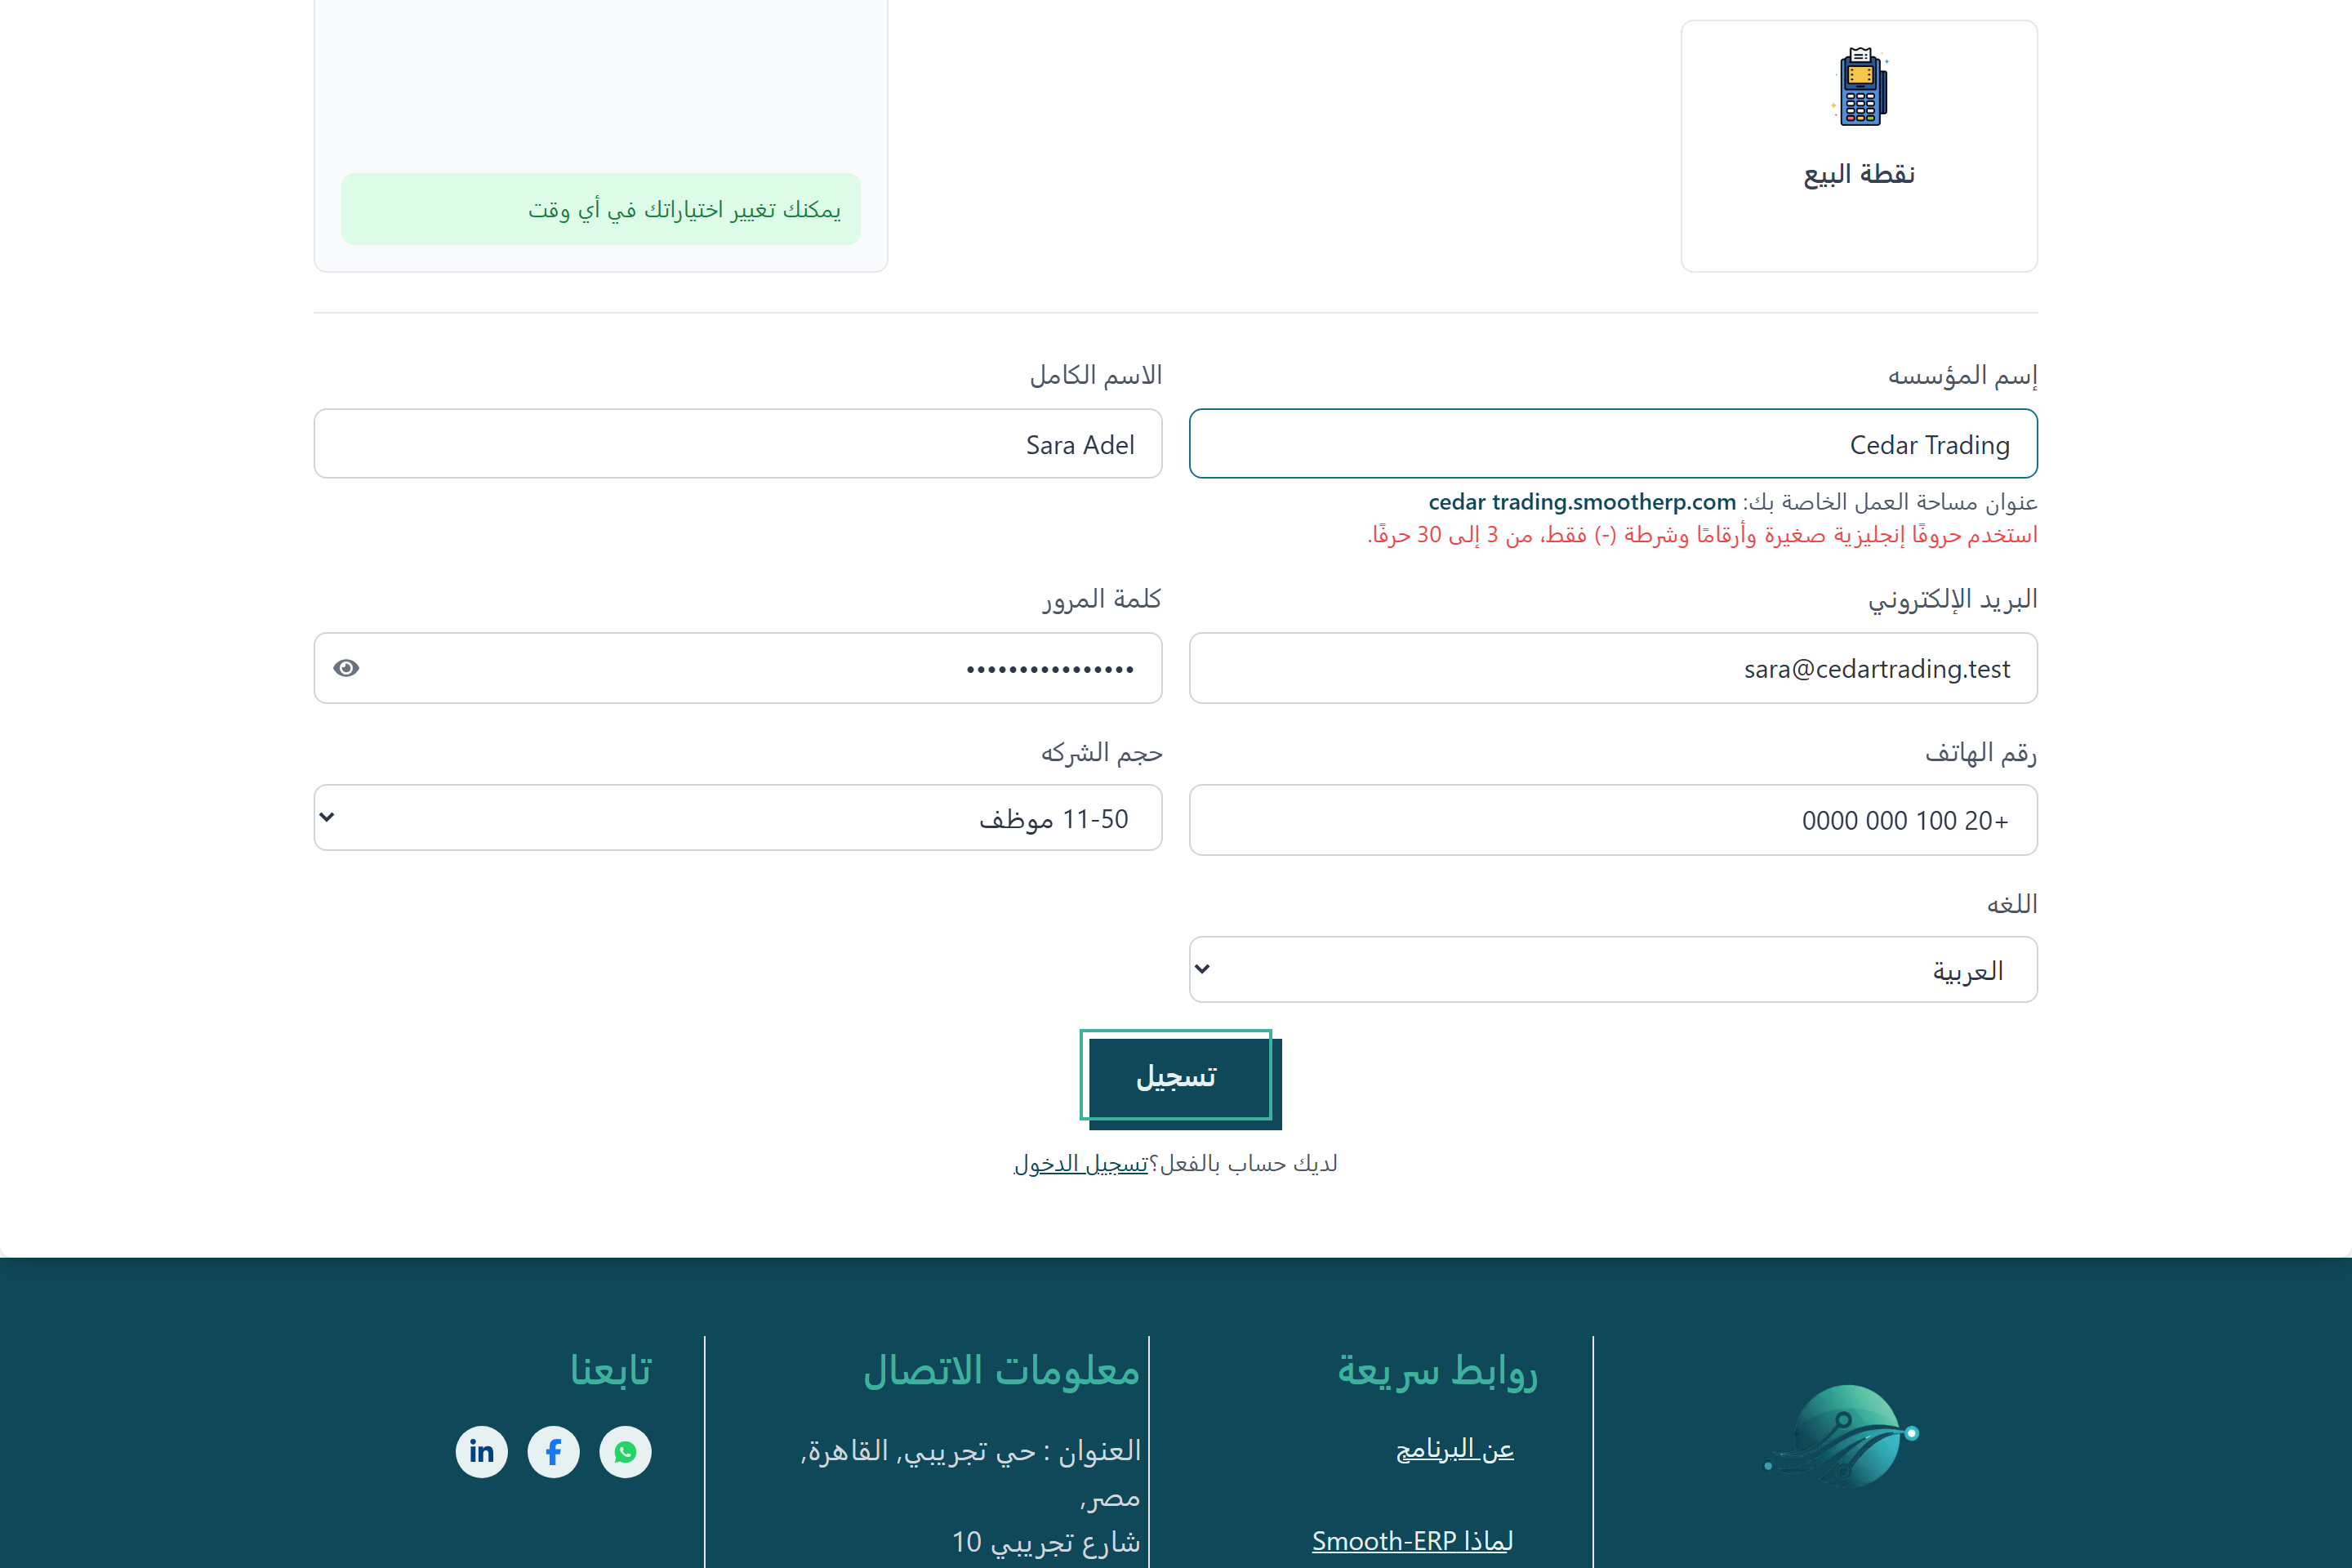 نقطة البيع
يمكنك تغيير اختياراتك في أي وقت
إسم المؤسسه
Cedar Trading
عنوان مساحة العمل الخاصة بك: cedar trading.smootherp.com
استخدم حروفًا إنجليزية صغيرة وأرقامًا وشرطة (-) فقط، من 3 إلى 30 حرفًا.
الاسم الكامل
Sara Adel
البريد الإلكتروني
sara@cedartrading.test
كلمة المرور
••••••••••••••••
رقم الهاتف
+20 100 000 0000
حجم الشركه
11-50 موظف
اللغه
العربية
تسجيل
لديك حساب بالفعل؟تسجيل الدخول
روابط سريعة
عن البرنامج
لماذا Smooth-ERP
معلومات الاتصال
العنوان : حي تجريبي, القاهرة,
مصر,
شارع تجريبي 10
تابعنا